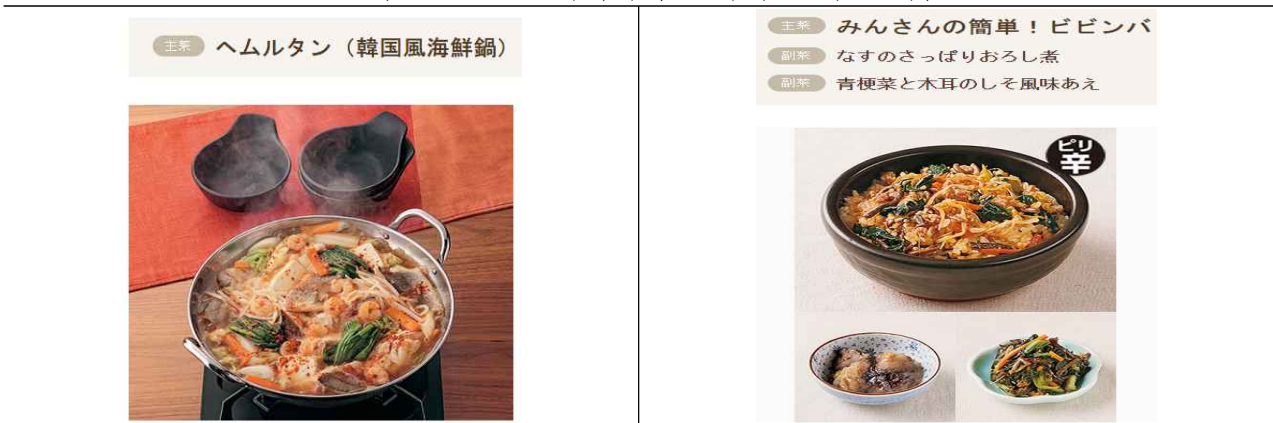 主菜 ヘムルタン（韓国風海鮮鍋）
主菜 みんさんの簡単！ビビンバ
副菜 なすのさっぱりおろし煮
副菜 青梗菜と木耳のしそ風味あえ
ピリ
辛